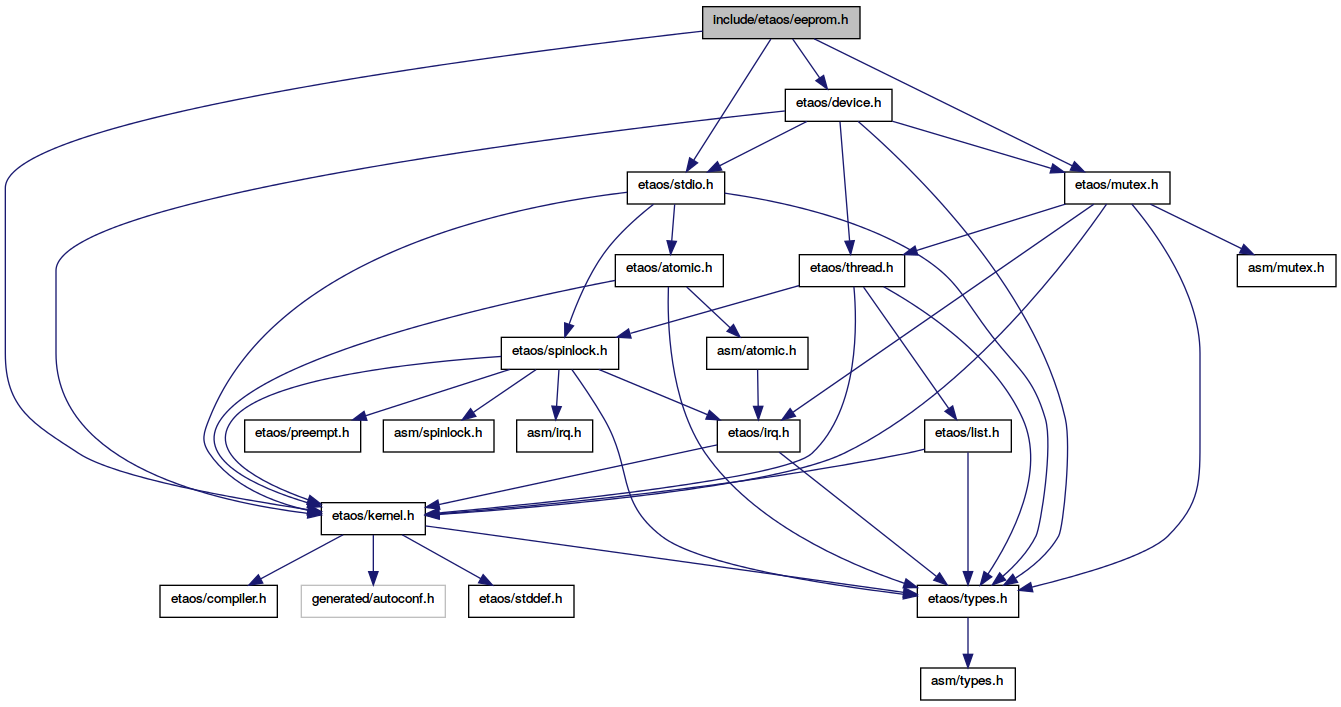 include/etaos/eeprom.h
etaos/device.h
etaos/stdio.h
etaos/mutex.h
etaos/atomic.h
etaos/thread.h
asm/mutex.h
etaos/spinlock.h
asm/atomic.h
etaos/preempt.h
asm/spinlock.h
asm/irq.h
etaos/irq.h
etaos/list.h
etaos/kernel.h
etaos/compiler.h
generated/autoconf.h
etaos/stddef.h
etaos/types.h
asm/types.h